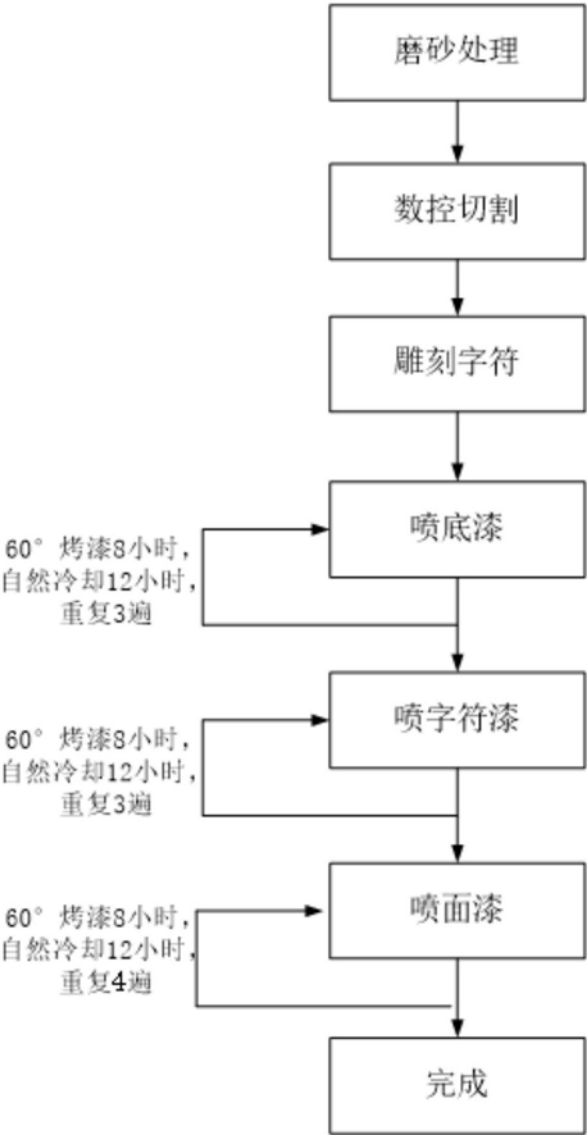 磨砂处理
数控切割
雕刻字符
喷底漆
60°烤漆8小时，
自然冷却12小时，
重复3遍
喷字符漆
60°烤漆8小时，
自然冷却12小时，
重复3遍
喷面漆
60°烤漆8小时，
自然冷却12小时，
重复4遍
完成